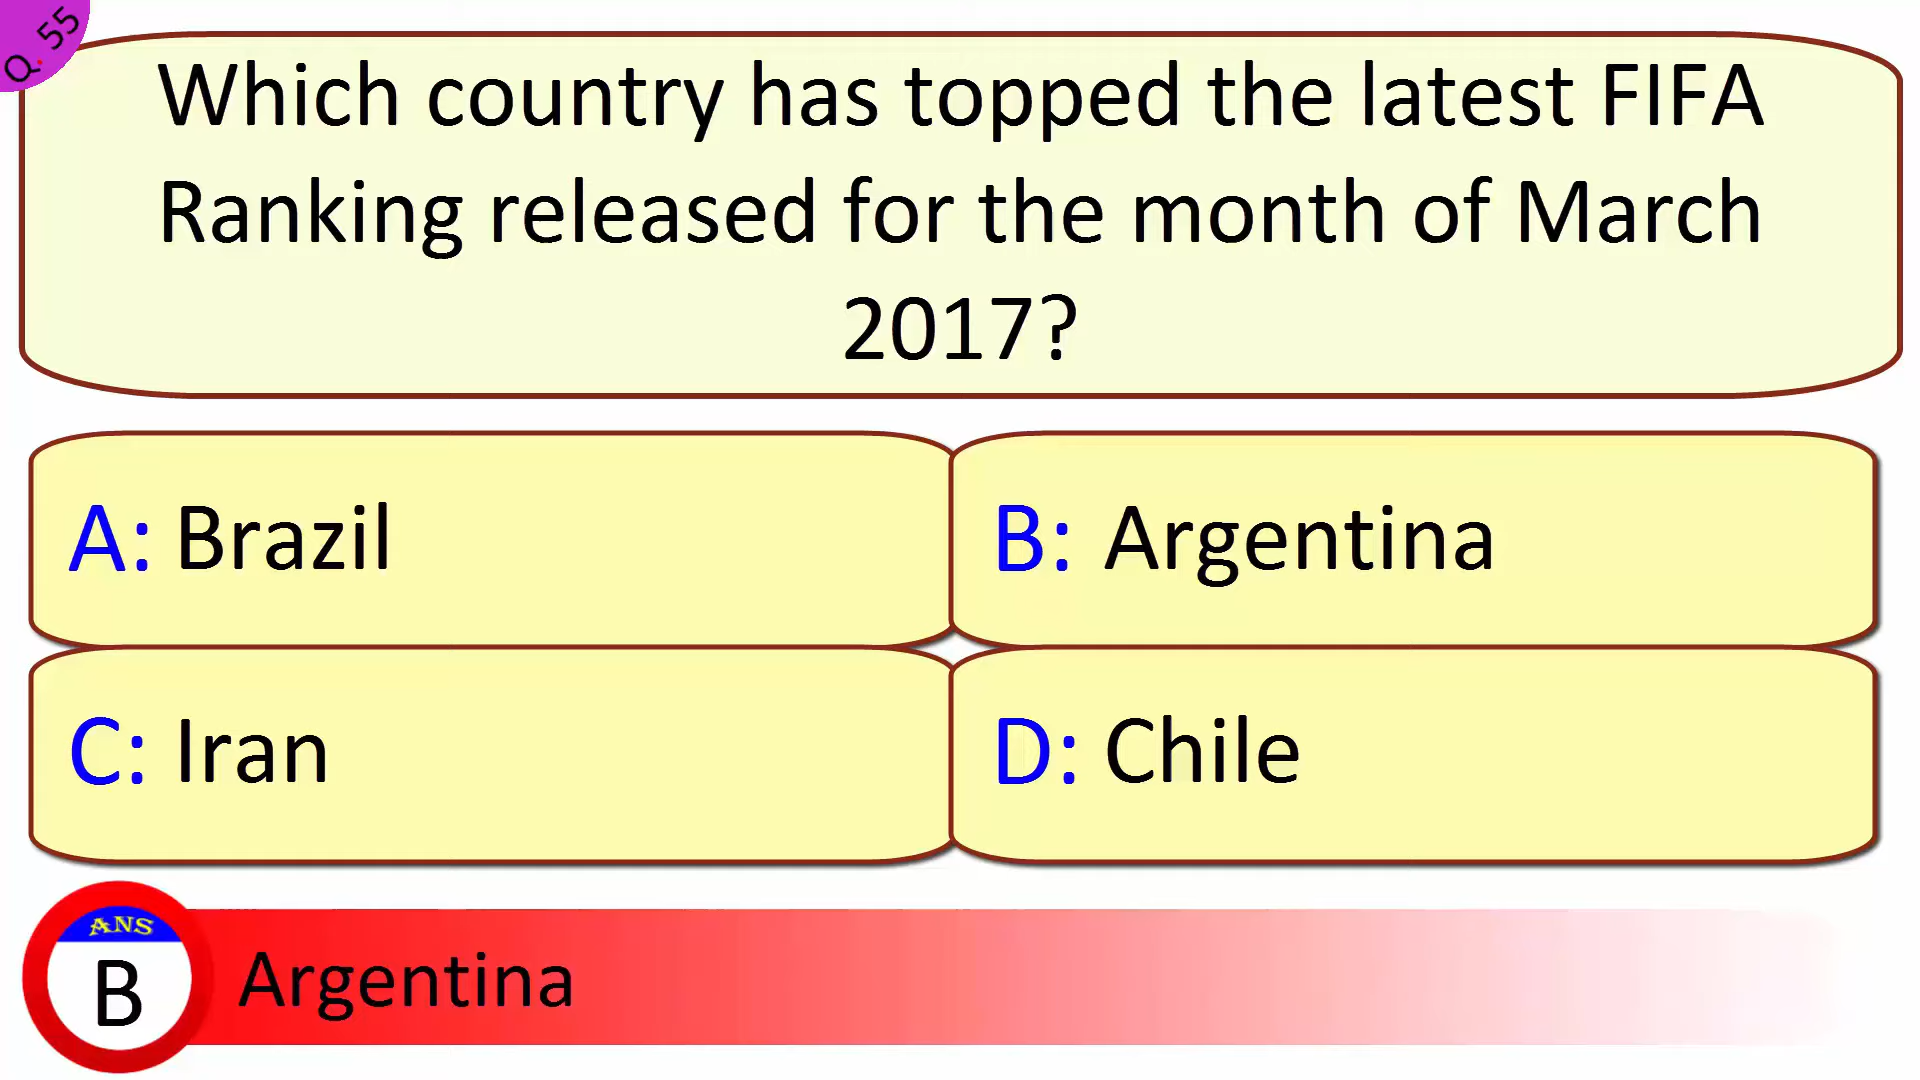 Q. 55
Which country has topped the latest FIFA
Ranking released for the month of March
2017?
A: Brazil
B: Argentina
C: Iran
D: Chile
ANS
B
Argentina